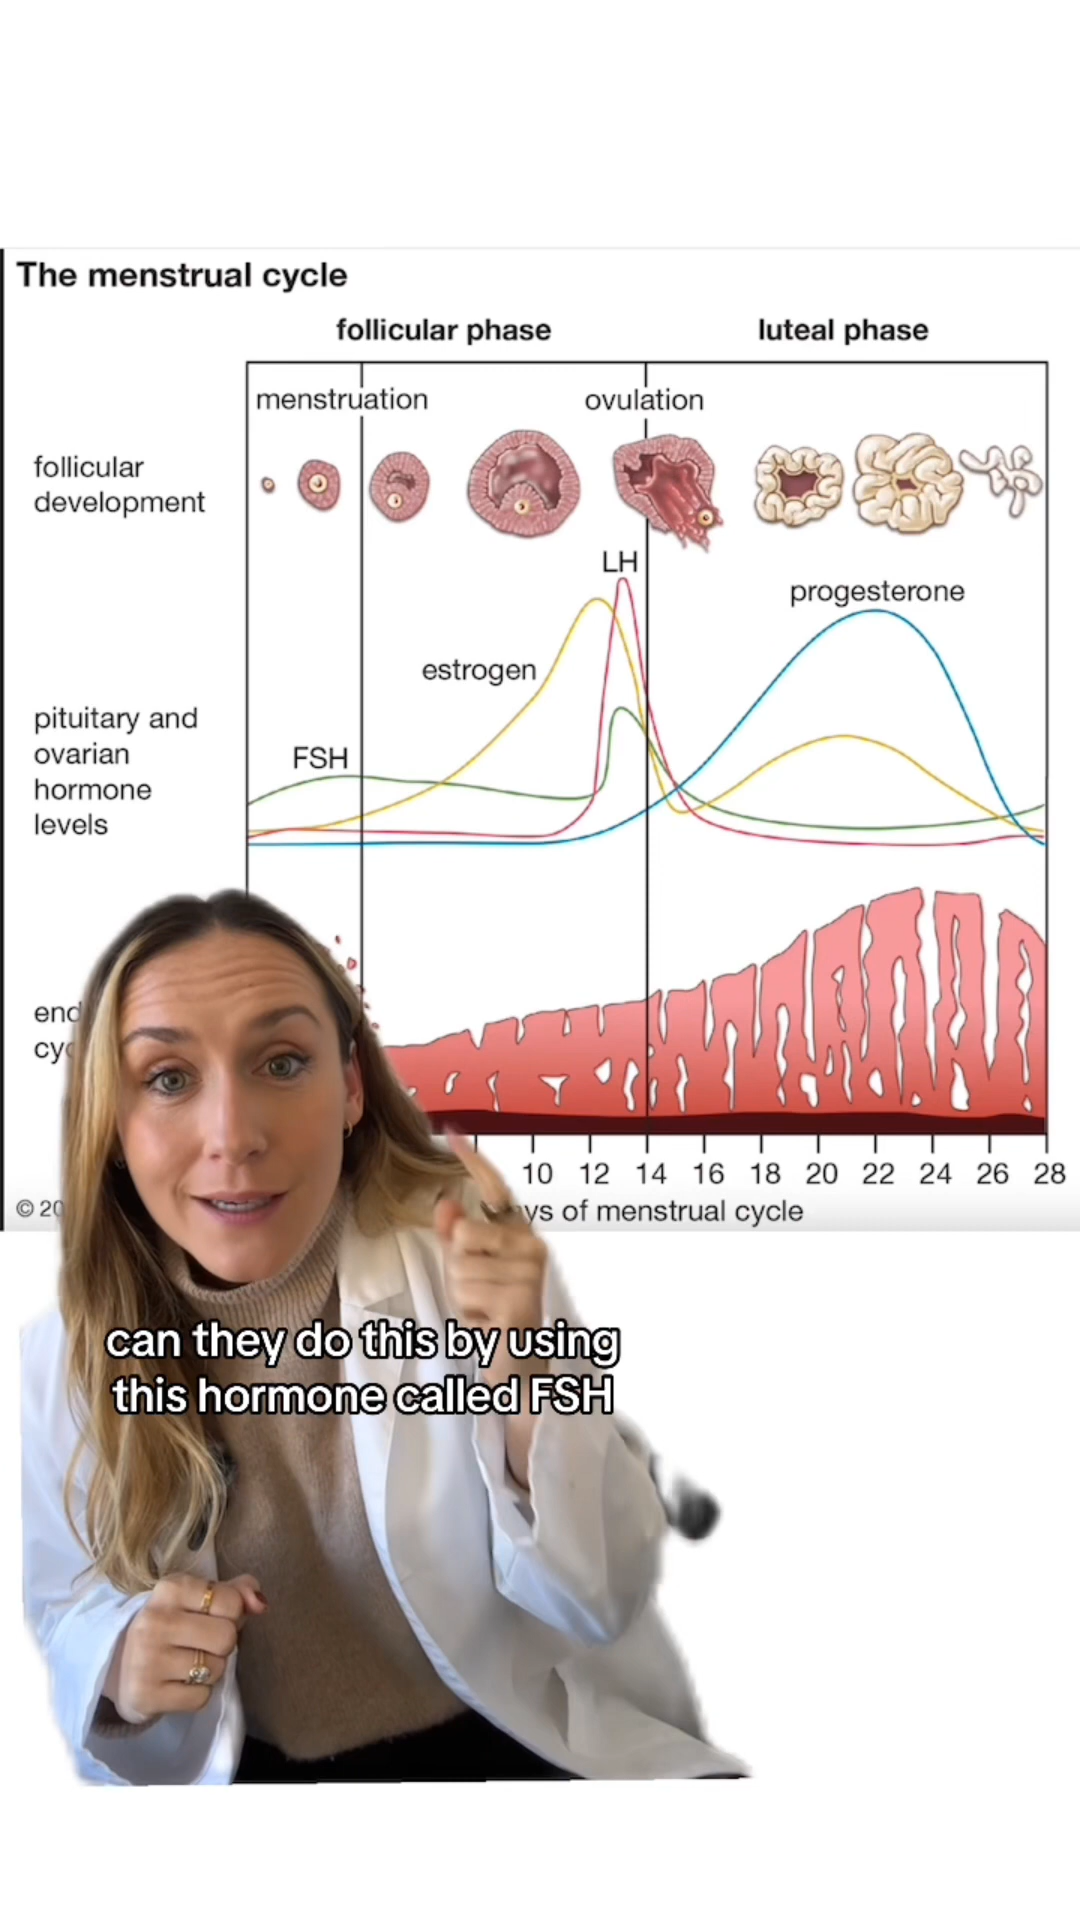 The menstrual cycle
follicular phase
luteal phase
menstruation
ovulation
follicular
development
LH
progesterone
estrogen
pituitary and
ovarian
hormone
levels
FSH
10 12 14 16 18 20 22 24 26 28
of menstrual cycle
can they do this by using
this hormone called FSH